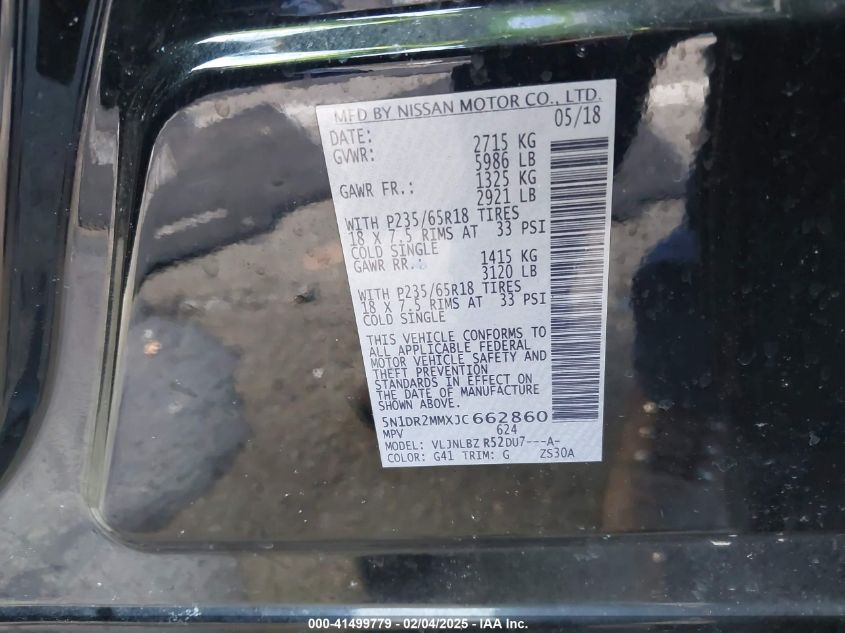 MFD BY NISSAN MOTOR CO., LTD.
DATE: 05/18
GVWR: 2715 KG
5986 LB
GAWR FR.: 1325 KG
2921 LB
WITH P235/65R18 TIRES
18 X 7.5 RIMS AT 33 PSI
COLD SINGLE
GAWR RR.: 1415 KG
3120 LB
WITH P235/65R18 TIRES
18 X 7.5 RIMS AT 33 PSI
COLD SINGLE
THIS VEHICLE CONFORMS TO
ALL APPLICABLE FEDERAL
MOTOR VEHICLE SAFETY AND
THEFT PREVENTION
STANDARDS IN EFFECT ON
THE DATE OF MANUFACTURE
SHOWN ABOVE.
5N1DR2MMXJC662860
MPV 624
MODEL: VLJNLBZ R52DU7---A-
COLOR: G41 TRIM: G ZS30A
000-41499779 - 02/04/2025 - IAA Inc.